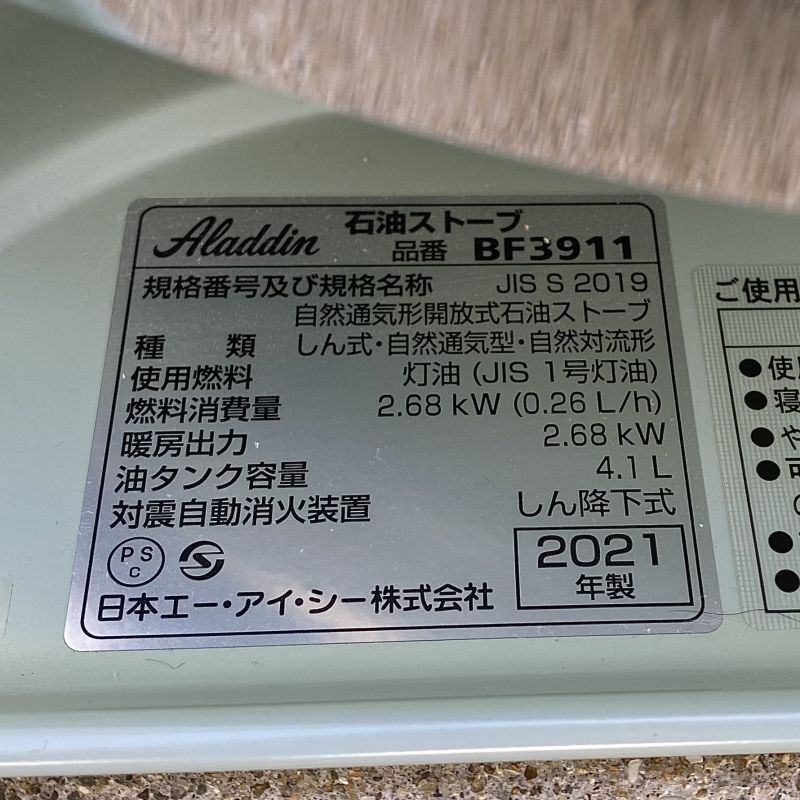 Aladdin 石油ストーブ
品番 BF3911
規格番号及び規格名称 JIS S 2019
自然通気形開放式石油ストーブ
種類 しん式・自然通気型・自然対流形
使用燃料 灯油 (JIS 1号灯油)
燃料消費量 2.68 kW (0.26 L/h)
暖房出力 2.68 kW
油タンク容量 4.1 L
対震自動消火装置 しん降下式
PS
C
2021
年製
日本エー・アイ・シー株式会社
ご使用
●使
●寝
●や
●可
の